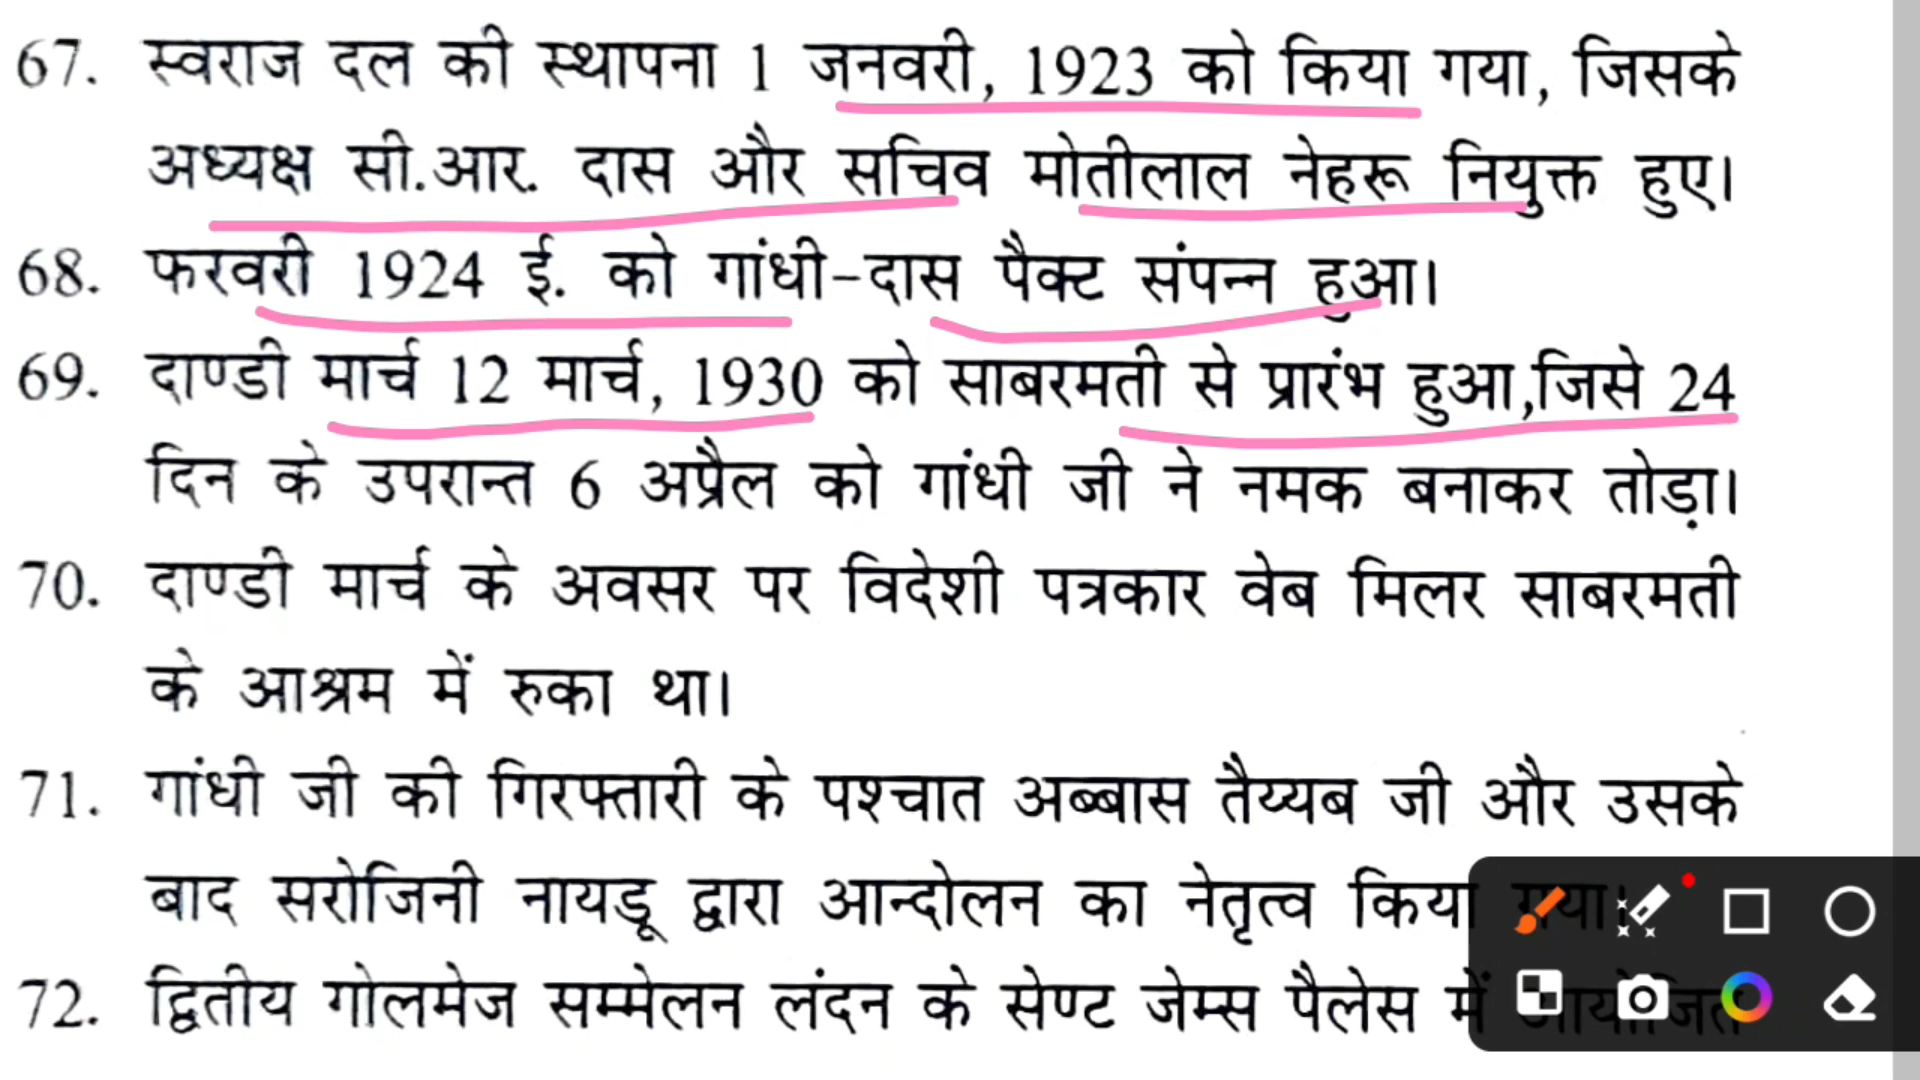 67. स्वराज दल की स्थापना 1 जनवरी, 1923 को किया गया, जिसके
अध्यक्ष सी.आर. दास और सचिव मोतीलाल नेहरू नियुक्त हुए।
68. फरवरी 1924 ई. को गांधी-दास पैक्ट संपन्न हुआ।
69. दाण्डी मार्च 12 मार्च, 1930 को साबरमती से प्रारंभ हुआ,जिसे 24
दिन के उपरान्त 6 अप्रैल को गांधी जी ने नमक बनाकर तोड़ा।
70. दाण्डी मार्च के अवसर पर विदेशी पत्रकार वेब मिलर साबरमती
के आश्रम में रुका था।
71. गांधी जी की गिरफ्तारी के पश्चात अब्बास तैय्यब जी और उसके
बाद सरोजिनी नायडू द्वारा आन्दोलन का नेतृत्व किया गया।
72. द्वितीय गोलमेज सम्मेलन लंदन के सेण्ट जेम्स पैलेस में आयोजित